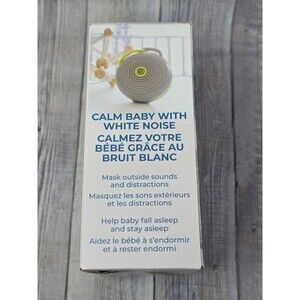 CALM BABY WITH
WHITE NOISE
CALMEZ VOTRE
BÉBÉ GRÂCE AU
BRUIT BLANC
Mask outside sounds
and distractions
Masquez les sons extérieurs
et les distractions
Help baby fall asleep
and stay asleep
Aidez le bébé à s'endormir
et à rester endormi